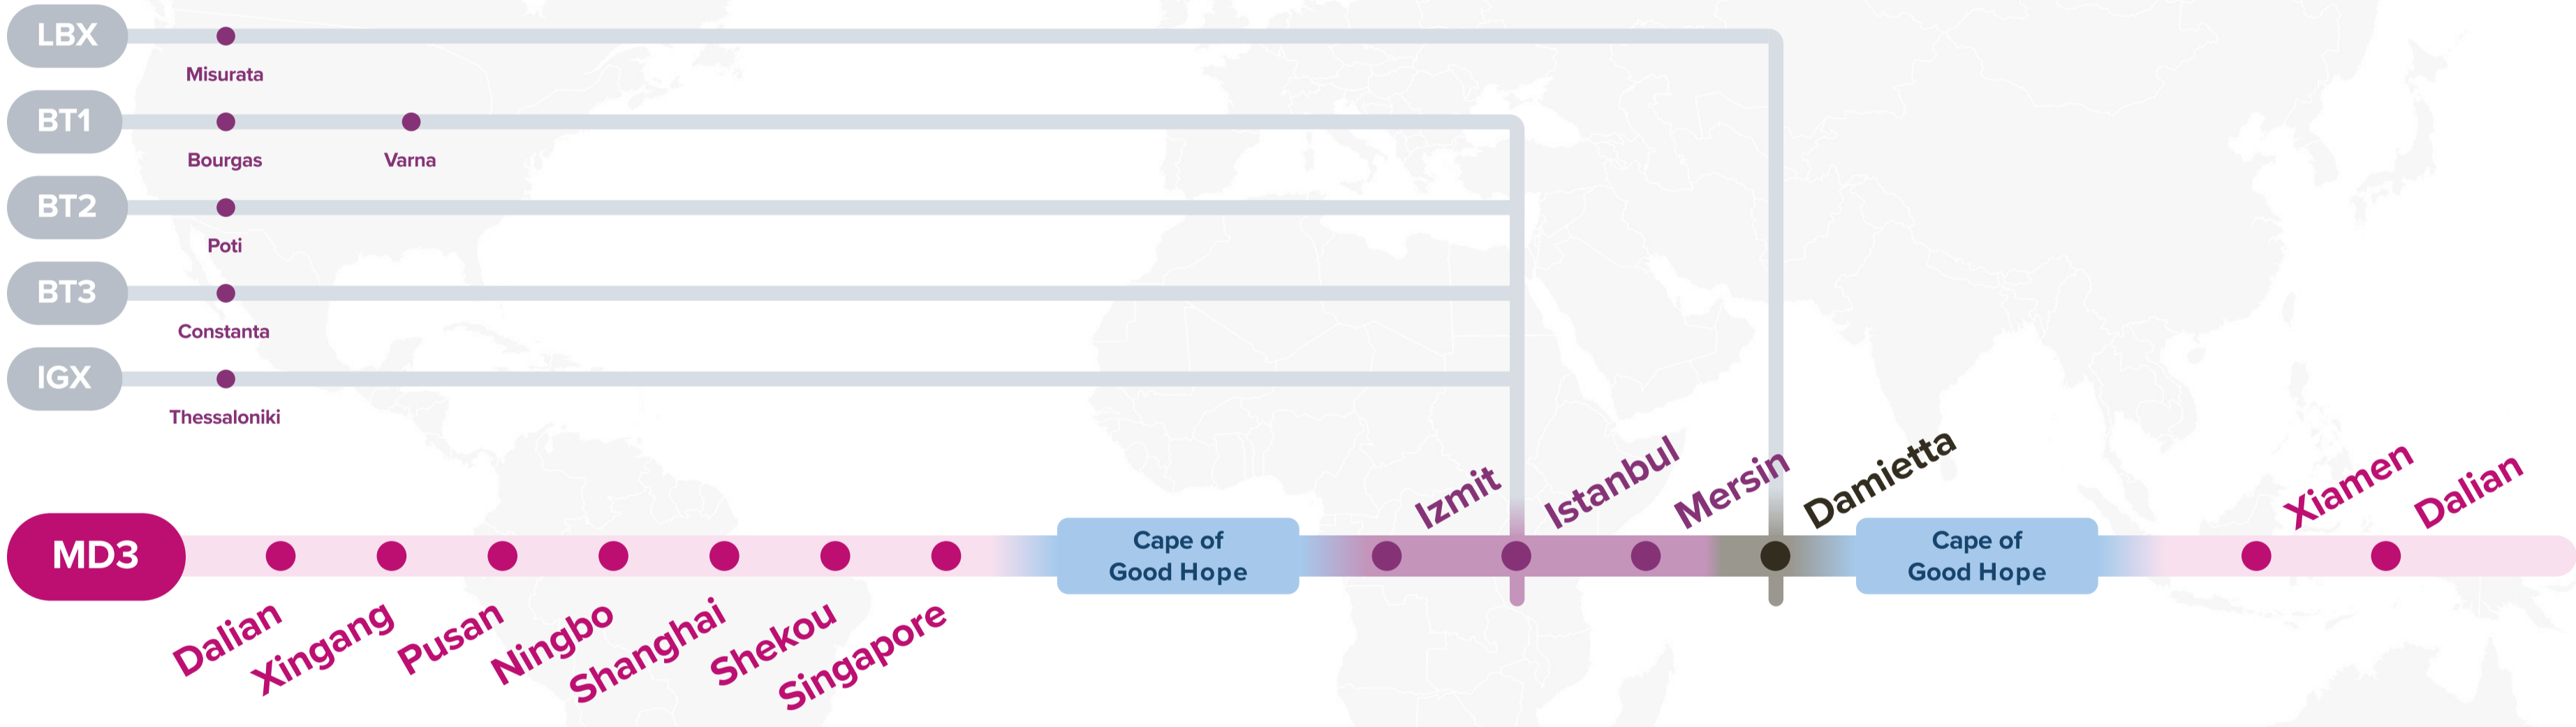 LBX
Misurata
BT1
Bourgas
Varna
BT2
Poti
BT3
Constanta
IGX
Thessaloniki
MD3
Dalian
Xingang
Pusan
Ningbo
Shanghai
Shekou
Singapore
Cape of
Good Hope
Izmit
Istanbul
Mersin
Damietta
Cape of
Good Hope
Xiamen
Dalian